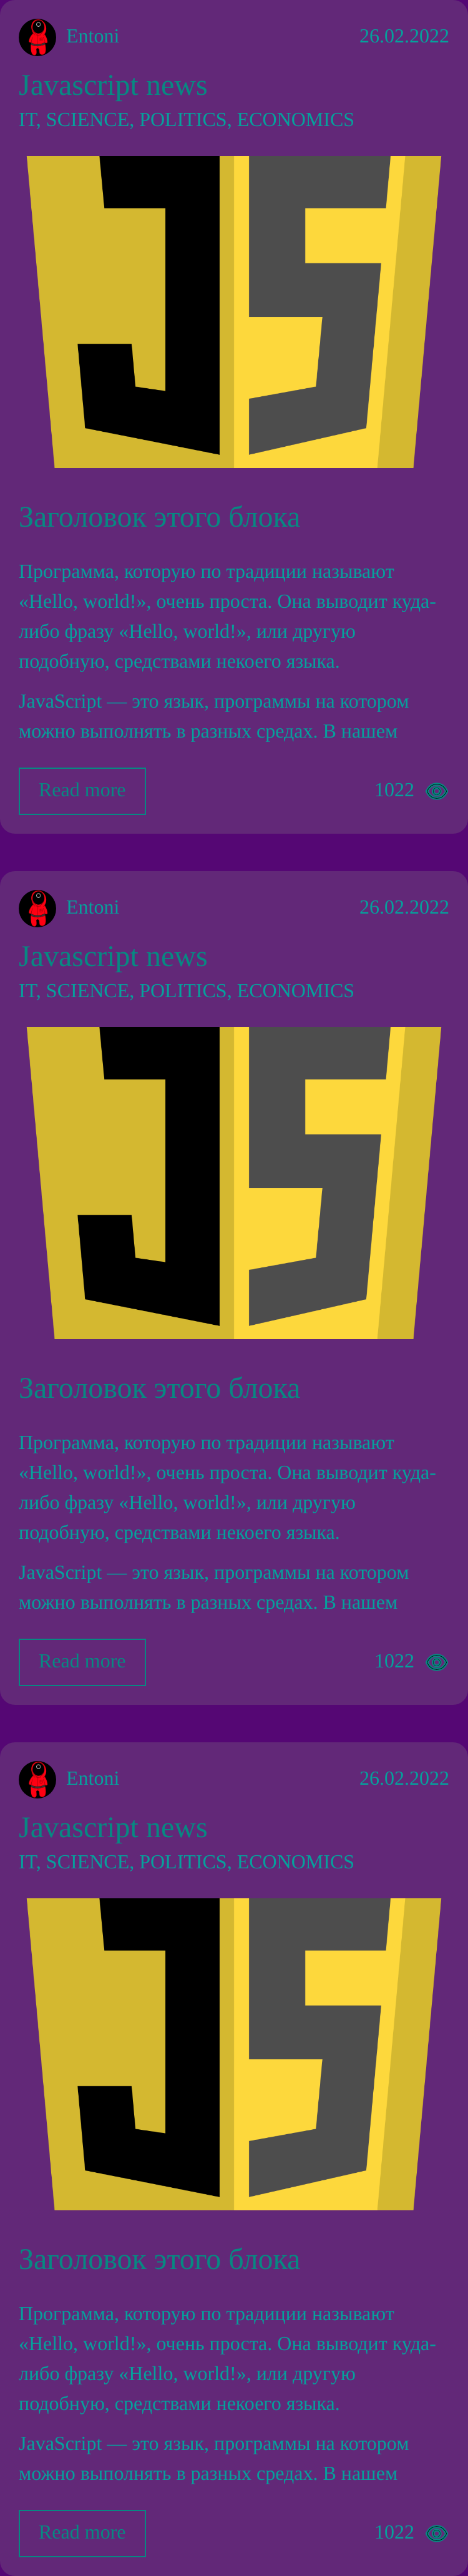 Entoni 26.02.2022
Javascript news
IT, SCIENCE, POLITICS, ECONOMICS
JS
Заголовок этого блока
Программа, которую по традиции называют
«Hello, world!», очень проста. Она выводит куда-
либо фразу «Hello, world!», или другую
подобную, средствами некоего языка.
JavaScript — это язык, программы на котором
можно выполнять в разных средах. В нашем
Read more 1022
Entoni 26.02.2022
Javascript news
IT, SCIENCE, POLITICS, ECONOMICS
JS
Заголовок этого блока
Программа, которую по традиции называют
«Hello, world!», очень проста. Она выводит куда-
либо фразу «Hello, world!», или другую
подобную, средствами некоего языка.
JavaScript — это язык, программы на котором
можно выполнять в разных средах. В нашем
Read more 1022
Entoni 26.02.2022
Javascript news
IT, SCIENCE, POLITICS, ECONOMICS
JS
Заголовок этого блока
Программа, которую по традиции называют
«Hello, world!», очень проста. Она выводит куда-
либо фразу «Hello, world!», или другую
подобную, средствами некоего языка.
JavaScript — это язык, программы на котором
можно выполнять в разных средах. В нашем
Read more 1022